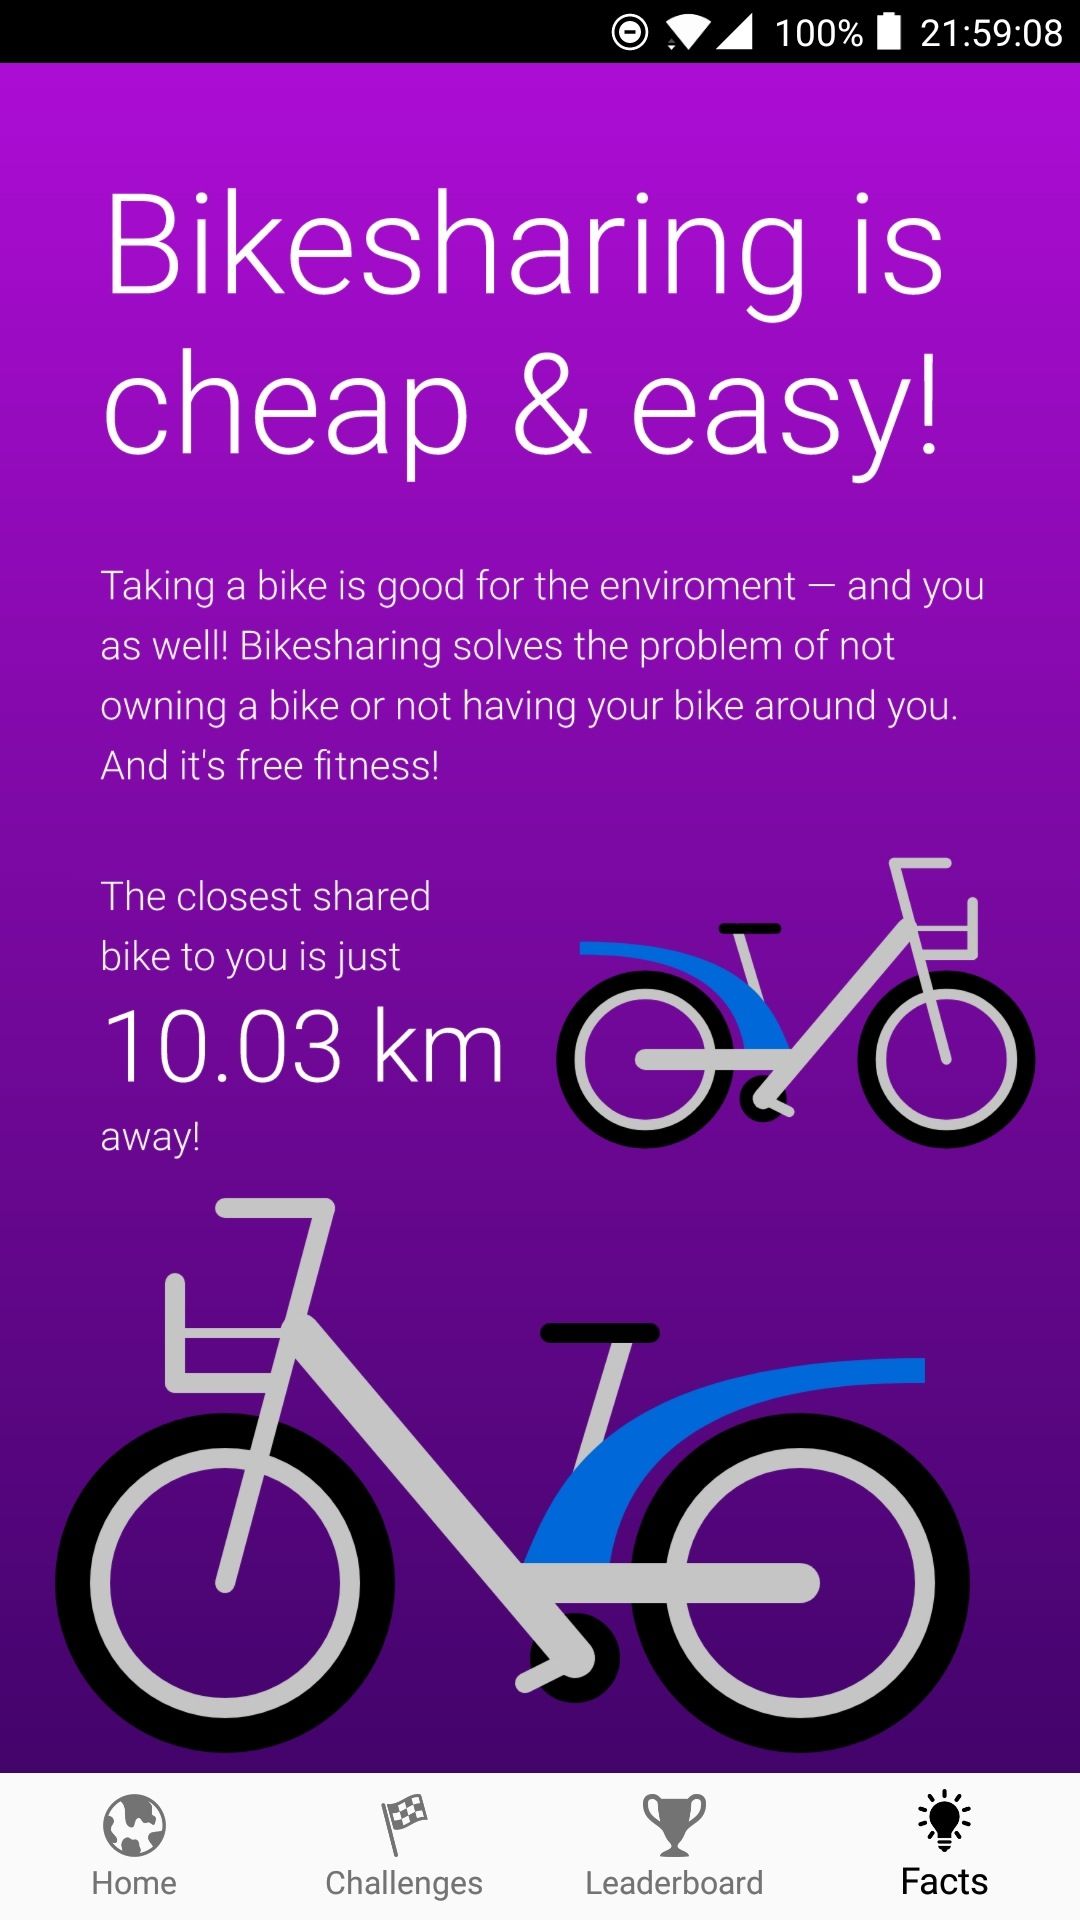 100% 21:59:08
Bikesharing is
cheap & easy!
Taking a bike is good for the enviroment — and you
as well! Bikesharing solves the problem of not
owning a bike or not having your bike around you.
And it's free fitness!
The closest shared
bike to you is just
10.03 km
away!
Home Challenges Leaderboard Facts